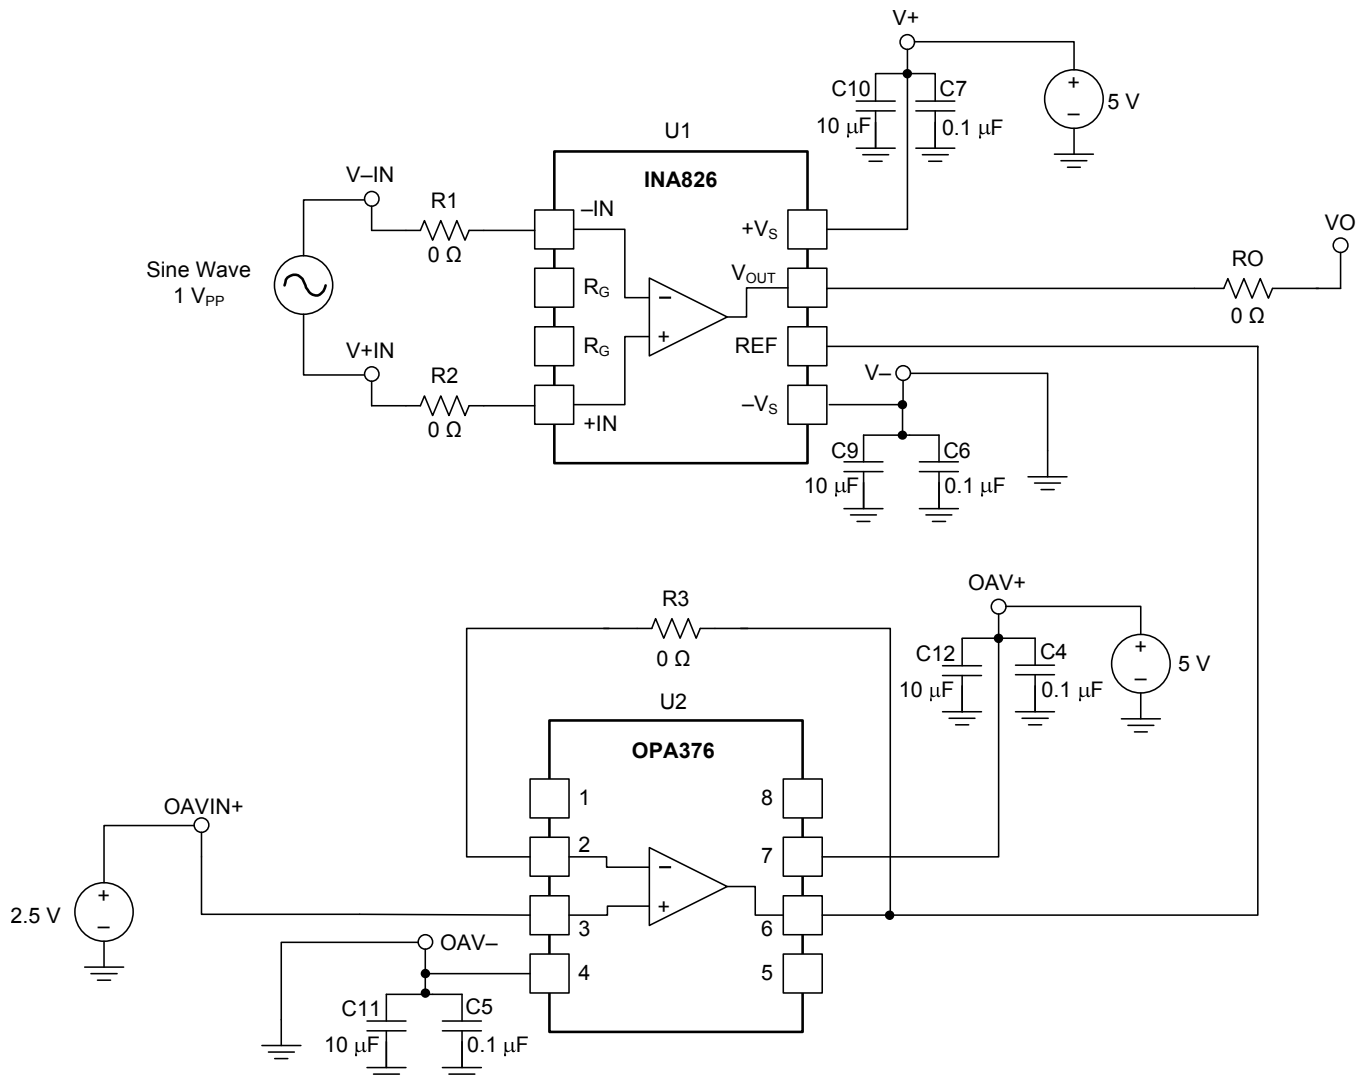 V+
C10
C7
10 μF
0.1 μF
5 V
U1
INA826
V–IN
R1
0 Ω
–IN
+VS
VO
Sine Wave
1 VPP
RG
VOUT
RO
0 Ω
RG
REF
V+IN
R2
0 Ω
+IN
V–
–VS
C9
C6
10 μF
0.1 μF
OAV+
R3
0 Ω
C12
C4
10 μF
0.1 μF
5 V
U2
OPA376
1
8
OAVIN+
2
7
2.5 V
3
6
OAV–
4
5
C11
C5
10 μF
0.1 μF